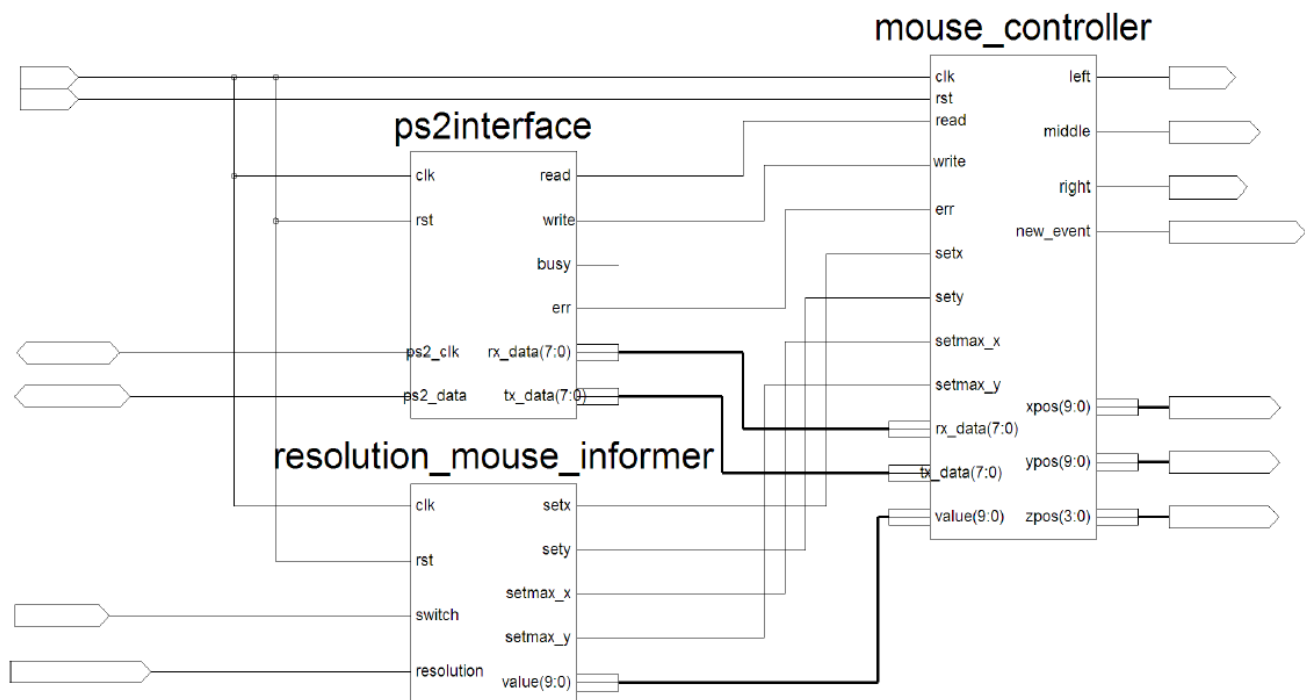 mouse_controller
clk
rst
read
write
err
setx
sety
setmax_x
setmax_y
rx_data(7:0)
tx_data(7:0)
value(9:0)
left
middle
right
new_event
xpos(9:0)
ypos(9:0)
zpos(3:0)
ps2interface
clk
rst
ps2_clk
ps2_data
read
write
busy
err
rx_data(7:0)
tx_data(7:0)
resolution_mouse_informer
clk
rst
switch
resolution
setx
sety
setmax_x
setmax_y
value(9:0)